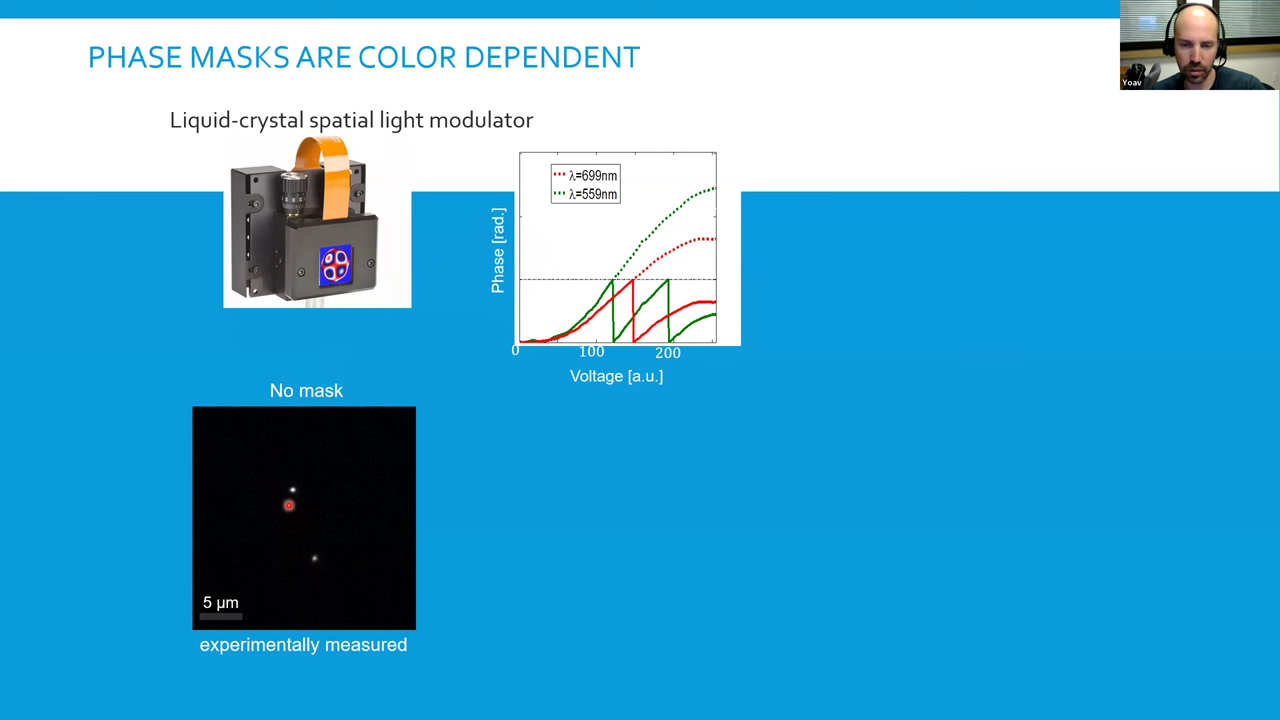 PHASE MASKS ARE COLOR DEPENDENT
Yoav
Liquid-crystal spatial light modulator
λ=699nm
λ=559nm
Phase [rad.]
0 100 200
Voltage [a.u.]
No mask
5 μm
experimentally measured